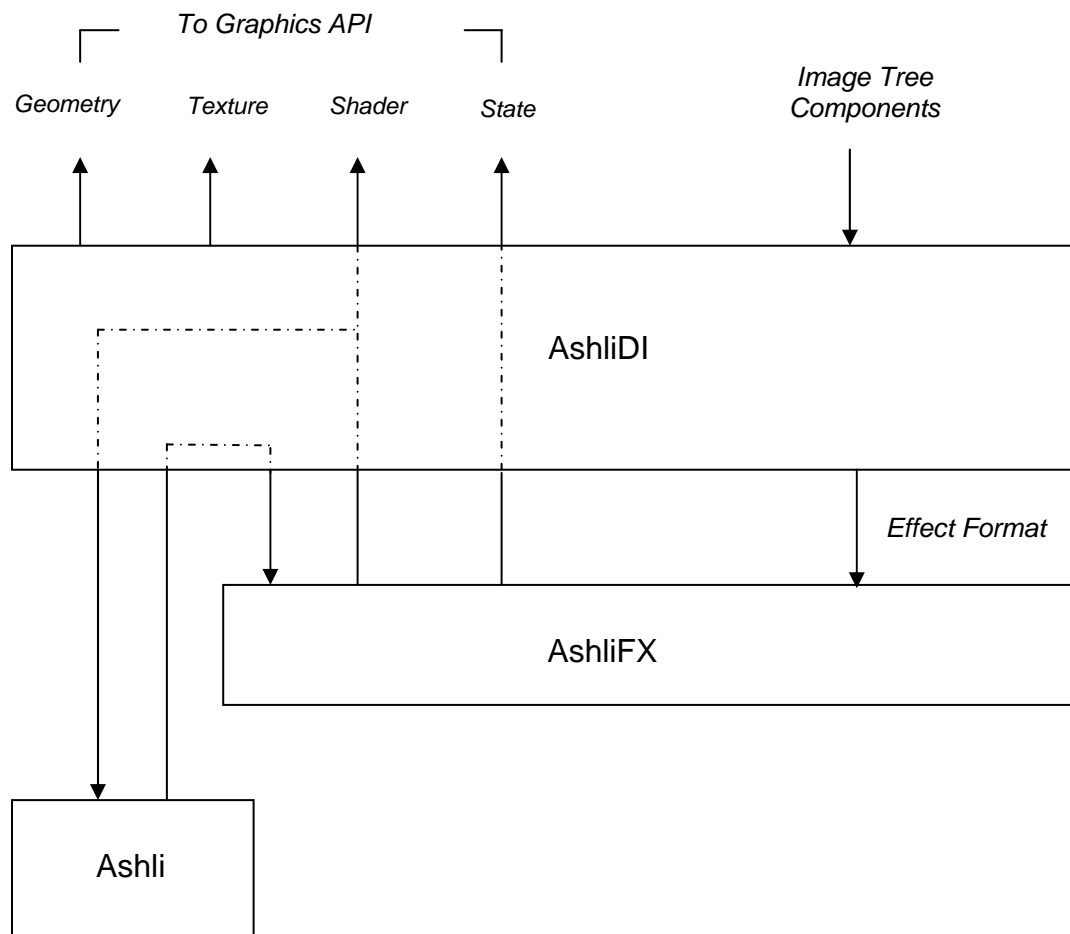 To Graphics API
Image Tree
Components
Geometry
Texture
Shader
State
AshliDI
Effect Format
AshliFX
Ashli